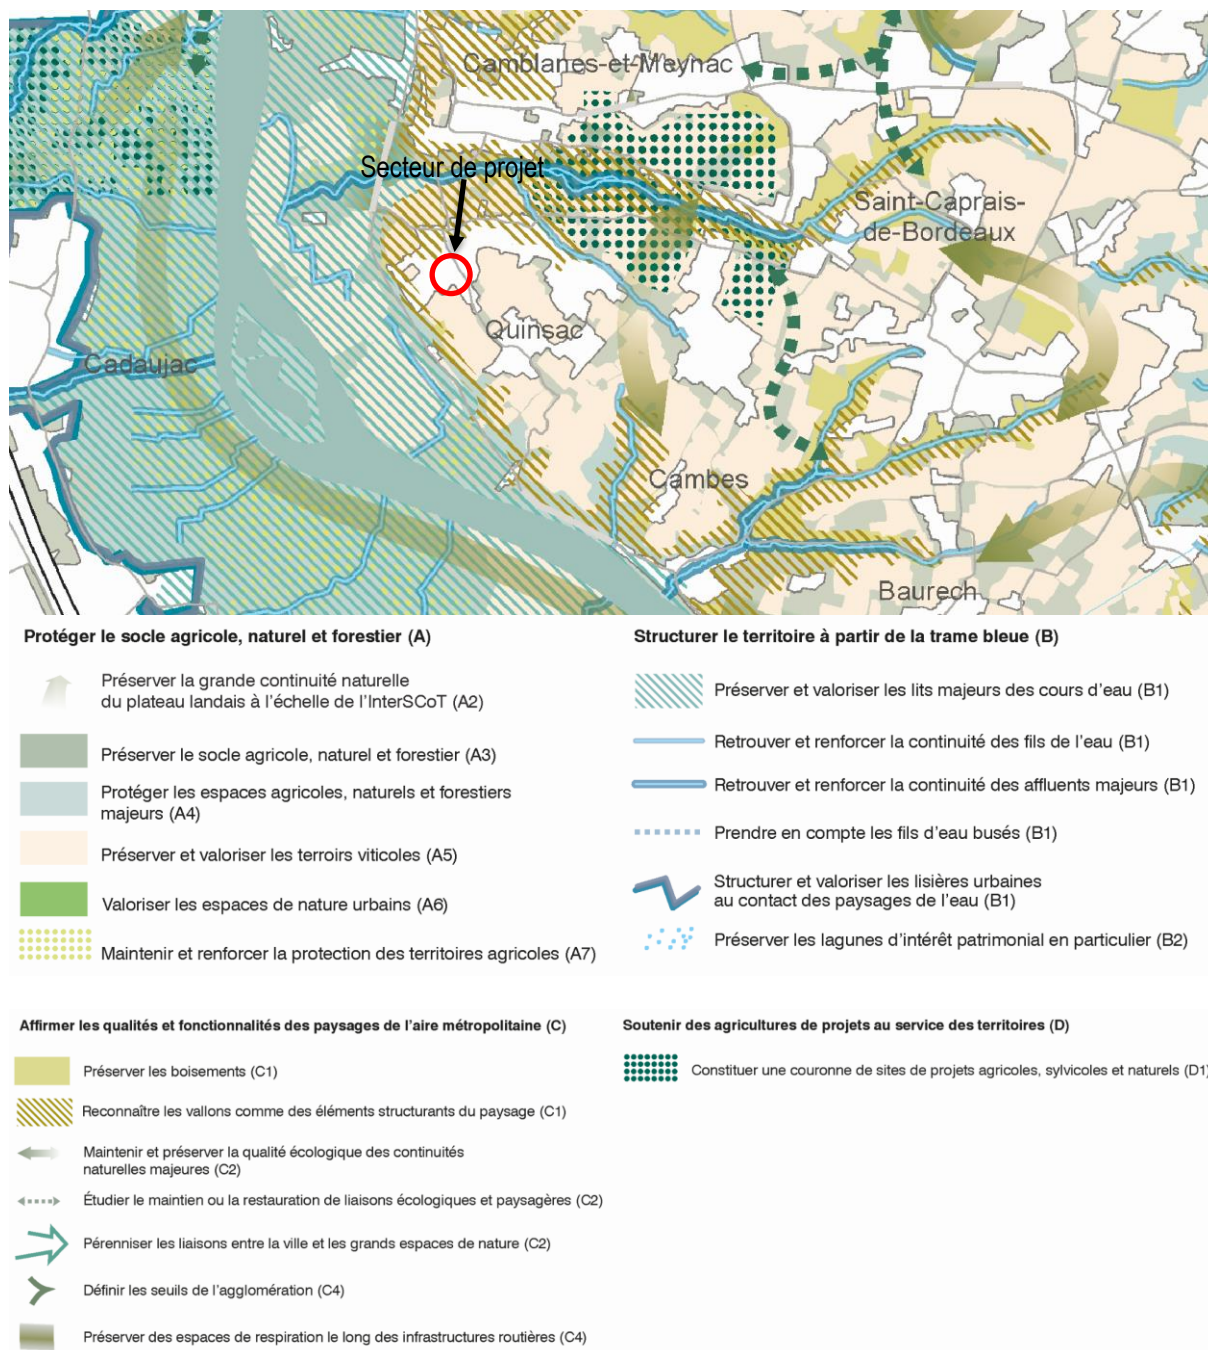 Camblanes-et-Meynac
Secteur de projet
Saint-Caprais-
de-Bordeaux
Quinsac
Cadaujac
Cambes
Baurech
Protéger le socle agricole, naturel et forestier (A)
Préserver la grande continuité naturelle
du plateau landais à l'échelle de l'InterSCoT (A2)
Préserver le socle agricole, naturel et forestier (A3)
Protéger les espaces agricoles, naturels et forestiers
majeurs (A4)
Préserver et valoriser les terroirs viticoles (A5)
Valoriser les espaces de nature urbains (A6)
Maintenir et renforcer la protection des territoires agricoles (A7)
Structurer le territoire à partir de la trame bleue (B)
Préserver et valoriser les lits majeurs des cours d'eau (B1)
Retrouver et renforcer la continuité des fils de l'eau (B1)
Retrouver et renforcer la continuité des affluents majeurs (B1)
Prendre en compte les fils d'eau busés (B1)
Structurer et valoriser les lisières urbaines
au contact des paysages de l'eau (B1)
Préserver les lagunes d'intérêt patrimonial en particulier (B2)
Affirmer les qualités et fonctionnalités des paysages de l'aire métropolitaine (C)
Préserver les boisements (C1)
Reconnaître les vallons comme des éléments structurants du paysage (C1)
Maintenir et préserver la qualité écologique des continuités
naturelles majeures (C2)
Étudier le maintien ou la restauration de liaisons écologiques et paysagères (C2)
Pérenniser les liaisons entre la ville et les grands espaces de nature (C2)
Définir les seuils de l'agglomération (C4)
Préserver des espaces de respiration le long des infrastructures routières (C4)
Soutenir des agricultures de projets au service des territoires (D)
Constituer une couronne de sites de projets agricoles, sylvicoles et naturels (D1)